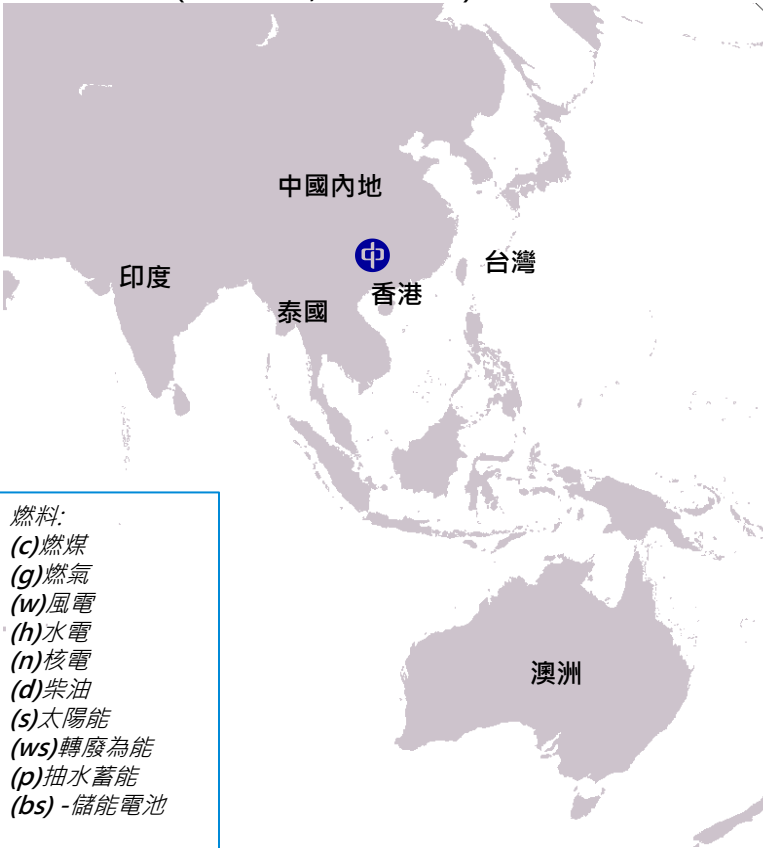 中國內地
台灣
印度
香港
泰國
燃料:
(c)燃煤
(g)燃氣
(w)風電
(h)水電
(n)核電
(d)柴油
(s)太陽能
(ws)轉廢為能
(p)抽水蓄能
(bs) -儲能電池
澳洲